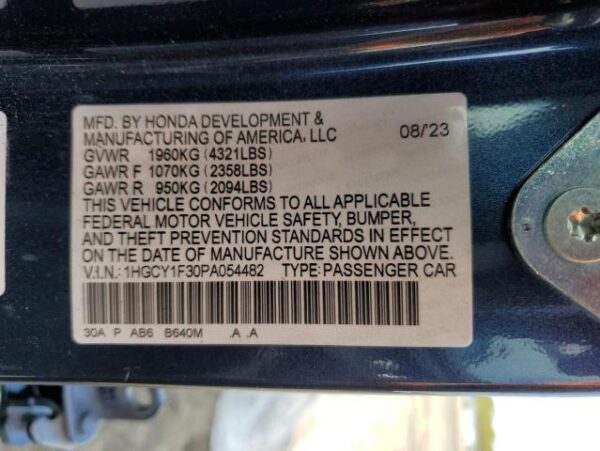 MFD. BY HONDA DEVELOPMENT &
MANUFACTURING OF AMERICA, LLC 08/'23
GVWR 1960KG (4321LBS)
GAWR F 1070KG (2358LBS)
GAWR R 950KG (2094LBS)
THIS VEHICLE CONFORMS TO ALL APPLICABLE
FEDERAL MOTOR VEHICLE SAFETY, BUMPER,
AND THEFT PREVENTION STANDARDS IN EFFECT
ON THE DATE OF MANUFACTURE SHOWN ABOVE.
V.I.N.: 1HGCY1F30PA054482 TYPE: PASSENGER CAR
30A P AB6 B640M .A .A